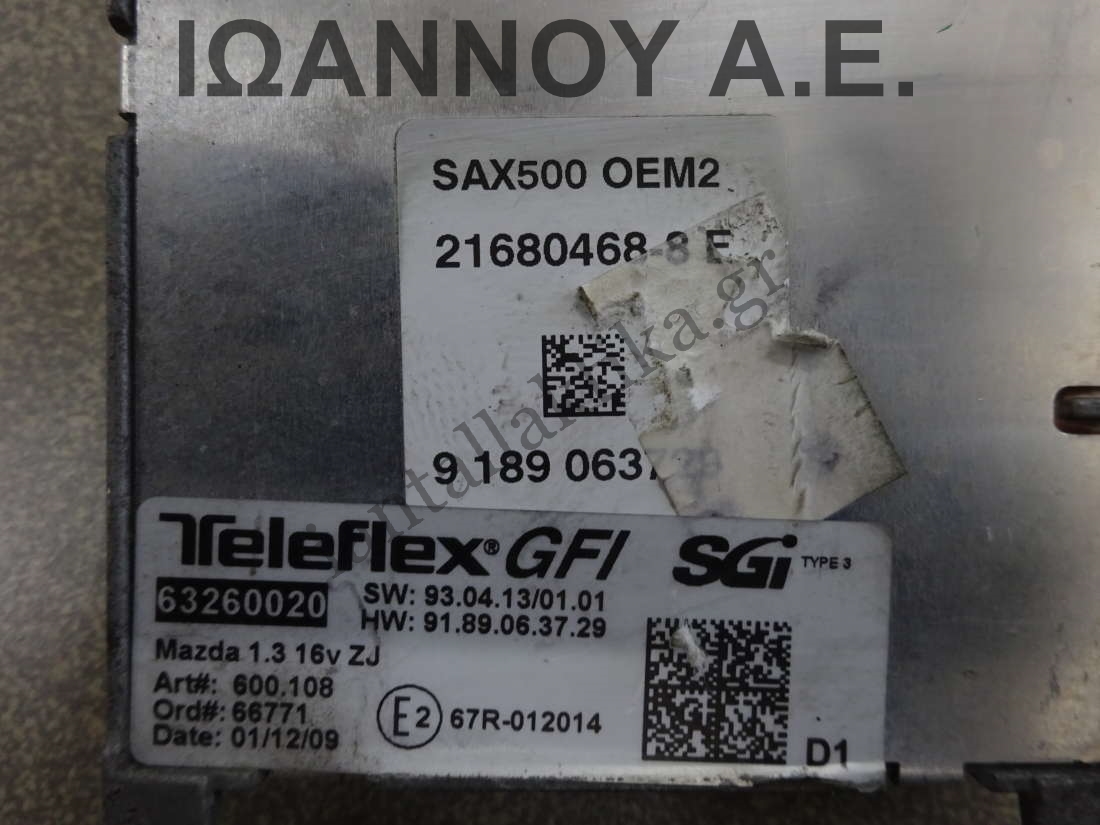 ΙΩΑΝΝΟΥ Α.Ε.
SAX500 OEM2
21680468-8 E
9 189 0637
Teleflex® GFI SGi TYPE 3
63260020
SW: 93.04.13/01.01
HW: 91.89.06.37.29
Mazda 1.3 16v ZJ
Art#: 600.108
Ord#: 66771
Date: 01/12/09
E2 67R-012014
D1